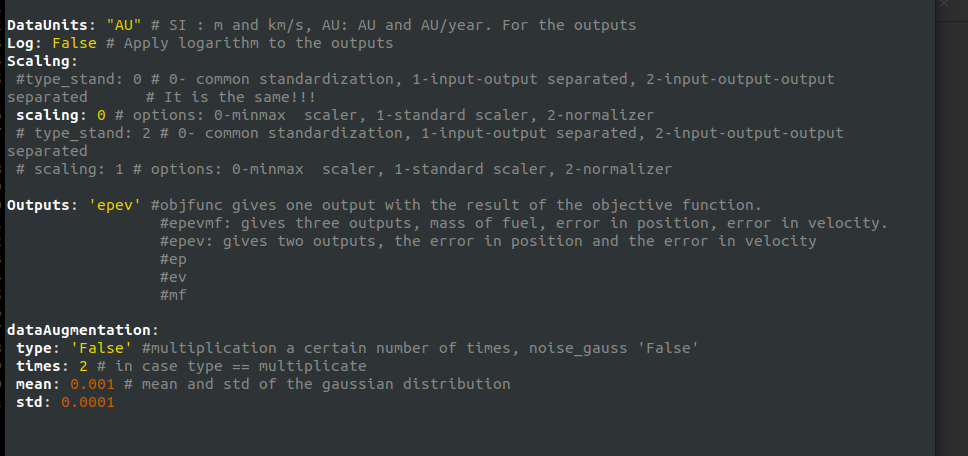 DataUnits: "AU" # SI : m and km/s, AU: AU and AU/year. For the outputs
Log: False # Apply logarithm to the outputs
Scaling:
#type_stand: 0 # 0- common standardization, 1-input-output separated, 2-input-output-output
separated # It is the same!!!
scaling: 0 # options: 0-minmax scaler, 1-standard scaler, 2-normalizer
# type_stand: 2 # 0- common standardization, 1-input-output separated, 2-input-output-output
separated
# scaling: 1 # options: 0-minmax scaler, 1-standard scaler, 2-normalizer
Outputs: 'epev' #objfunc gives one output with the result of the objective function.
#epevmf: gives three outputs, mass of fuel, error in position, error in velocity.
#epev: gives two outputs, the error in position and the error in velocity
#ep
#ev
#mf
dataAugmentation:
type: 'False' #multiplication a certain number of times, noise_gauss 'False'
times: 2 # in case type == multiplicate
mean: 0.001 # mean and std of the gaussian distribution
std: 0.0001